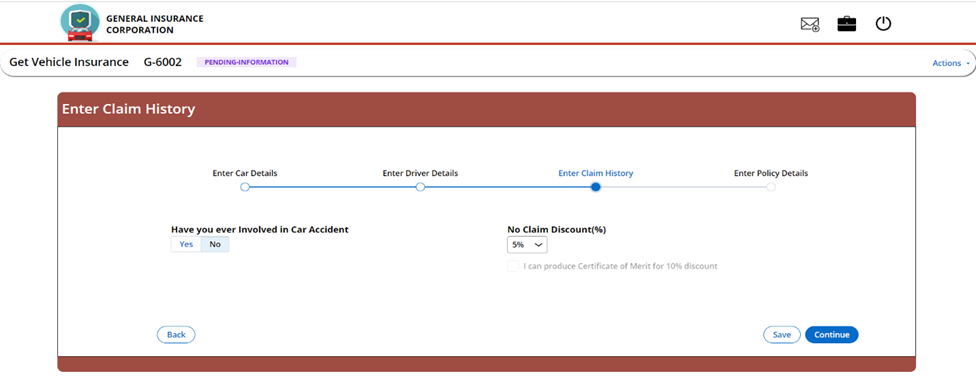 GENERAL INSURANCE
CORPORATION
Get Vehicle Insurance G-6002 PENDING-INFORMATION Actions
Enter Claim History
Enter Car Details Enter Driver Details Enter Claim History Enter Policy Details
Have you ever Involved in Car Accident No Claim Discount(%)
Yes No 5%
I can produce Certificate of Merit for 10% discount
Back Save Continue